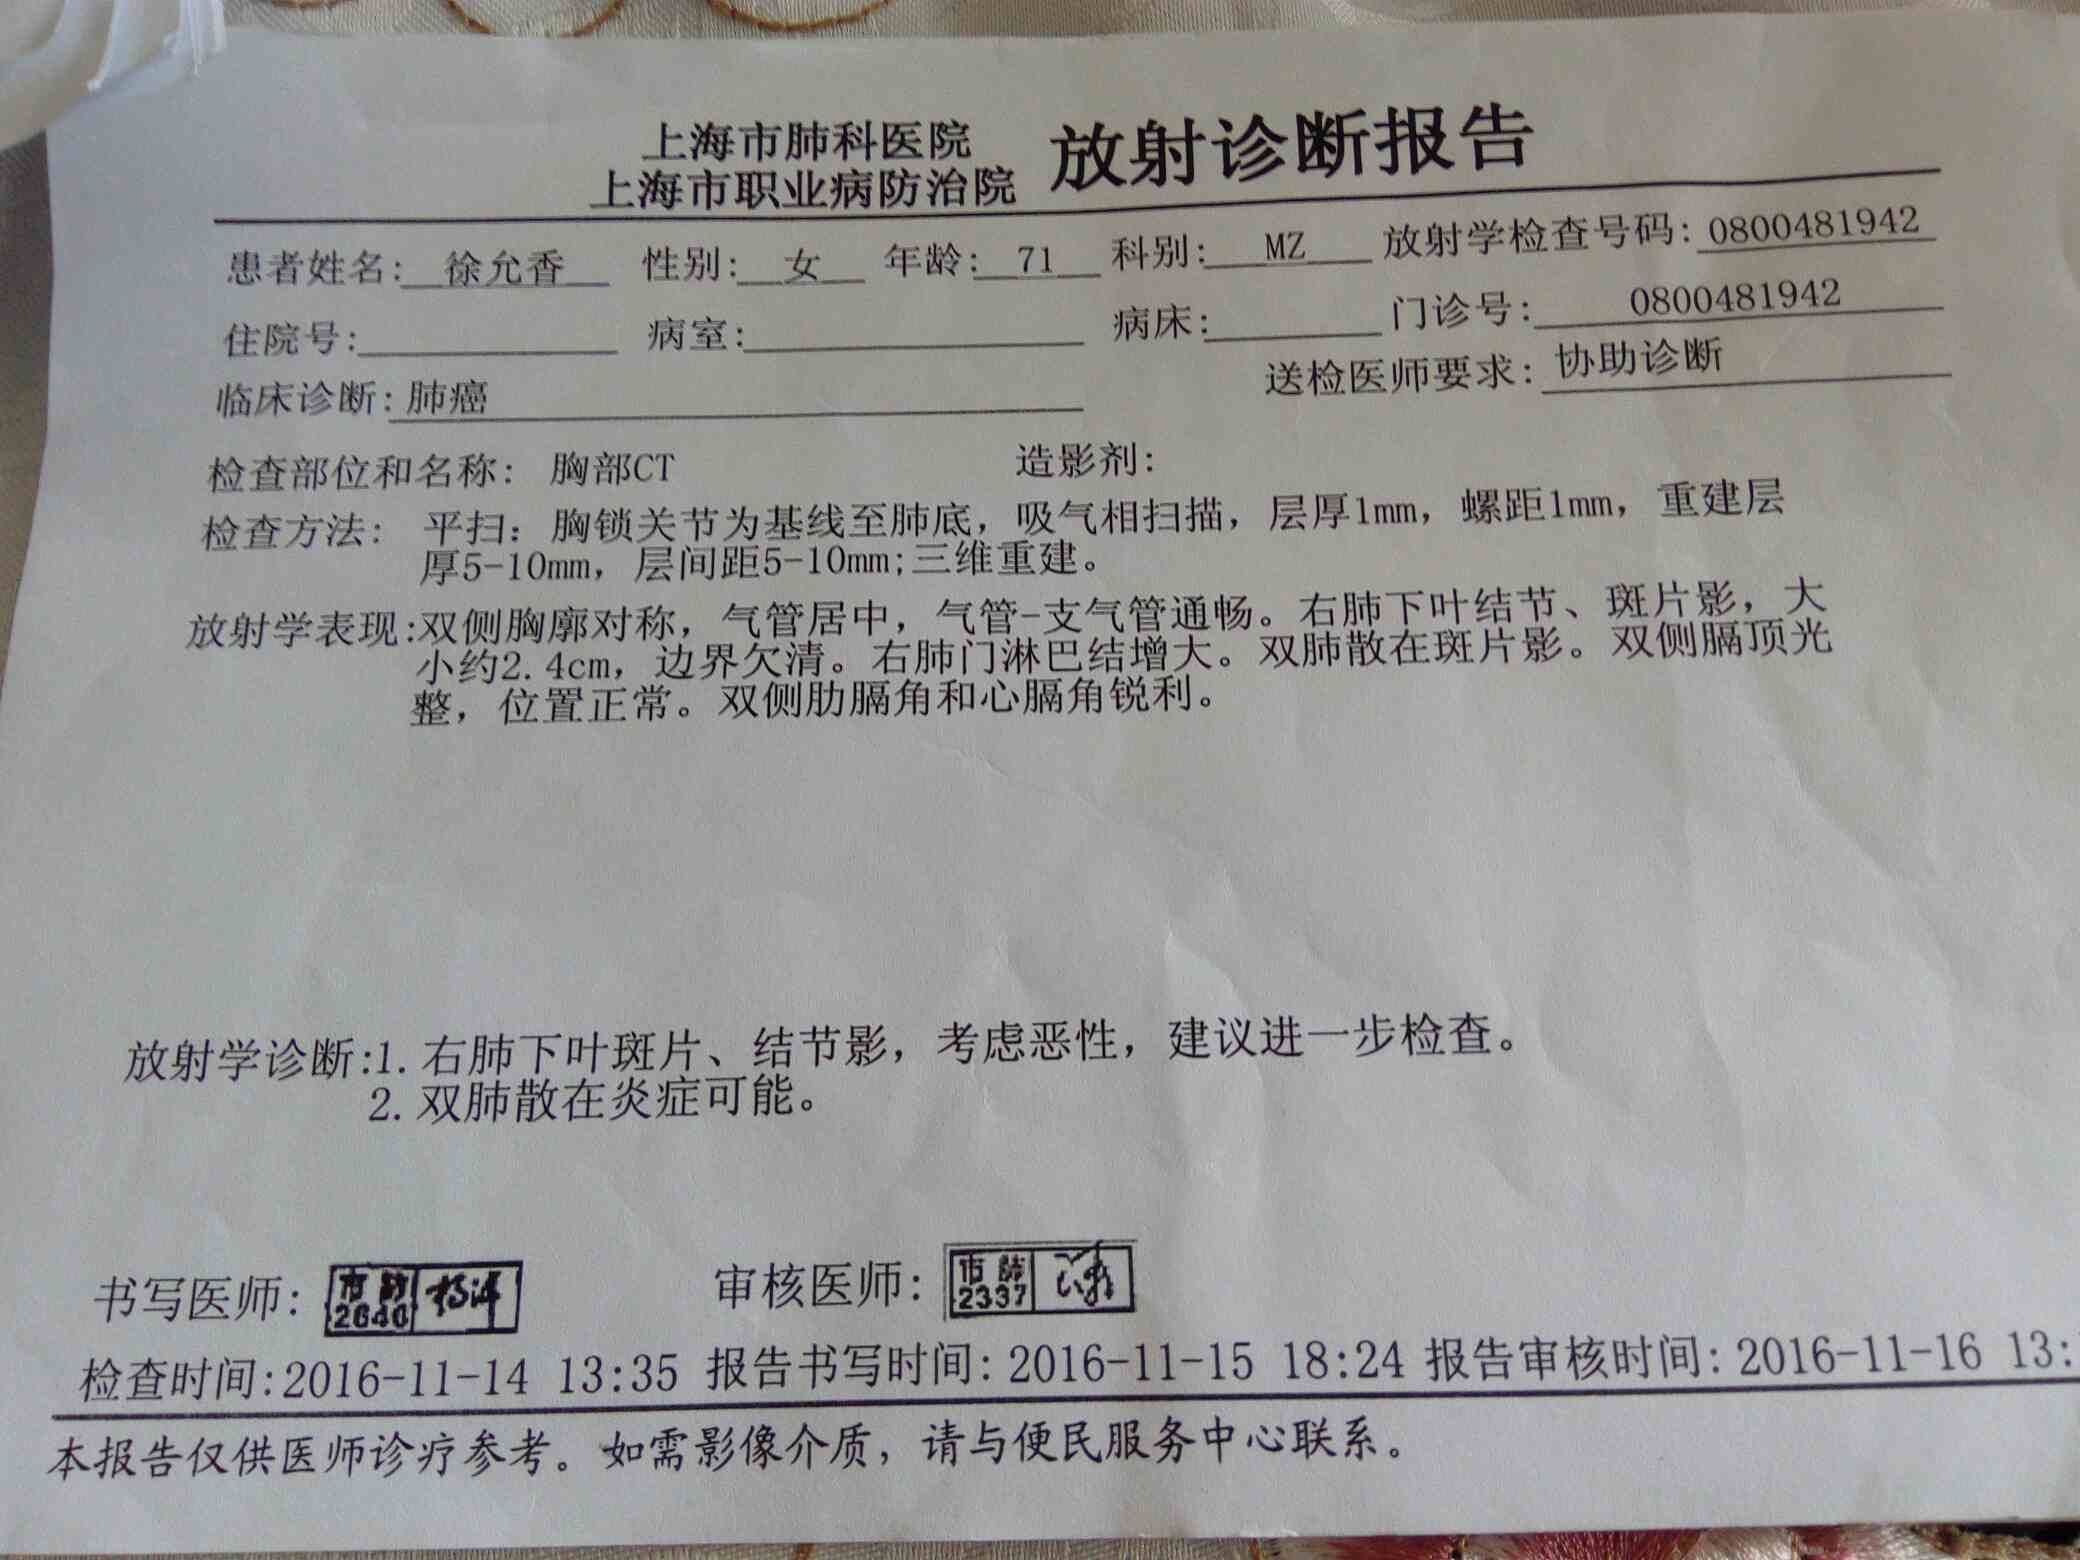 上海市肺科医院
上海市职业病防治院
放射诊断报告
患者姓名: 徐允香 性别: 女 年龄: 71 科别: MZ 放射学检查号码: 0800481942
住院号: 病室: 病床: 门诊号: 0800481942
临床诊断: 肺癌 送检医师要求: 协助诊断
检查部位和名称: 胸部CT 造影剂:
检查方法: 平扫: 胸锁关节为基线至肺底, 吸气相扫描, 层厚1mm, 螺距1mm, 重建层
厚5-10mm, 层间距5-10mm;三维重建。
放射学表现:双侧胸廓对称, 气管居中, 气管-支气管通畅。右肺下叶结节、斑片影, 大
小约2.4cm, 边界欠清。右肺门淋巴结增大。双肺散在斑片影。双侧膈顶光
整, 位置正常。双侧肋膈角和心膈角锐利。
放射学诊断:1. 右肺下叶斑片、结节影, 考虑恶性, 建议进一步检查。
2. 双肺散在炎症可能。
书写医师: 市肺 2646 审核医师: 市肺 2337
检查时间:2016-11-14 13:35 报告书写时间: 2016-11-15 18:24 报告审核时间: 2016-11-16 13:
本报告仅供医师诊疗参考。如需影像介质, 请与便民服务中心联系。